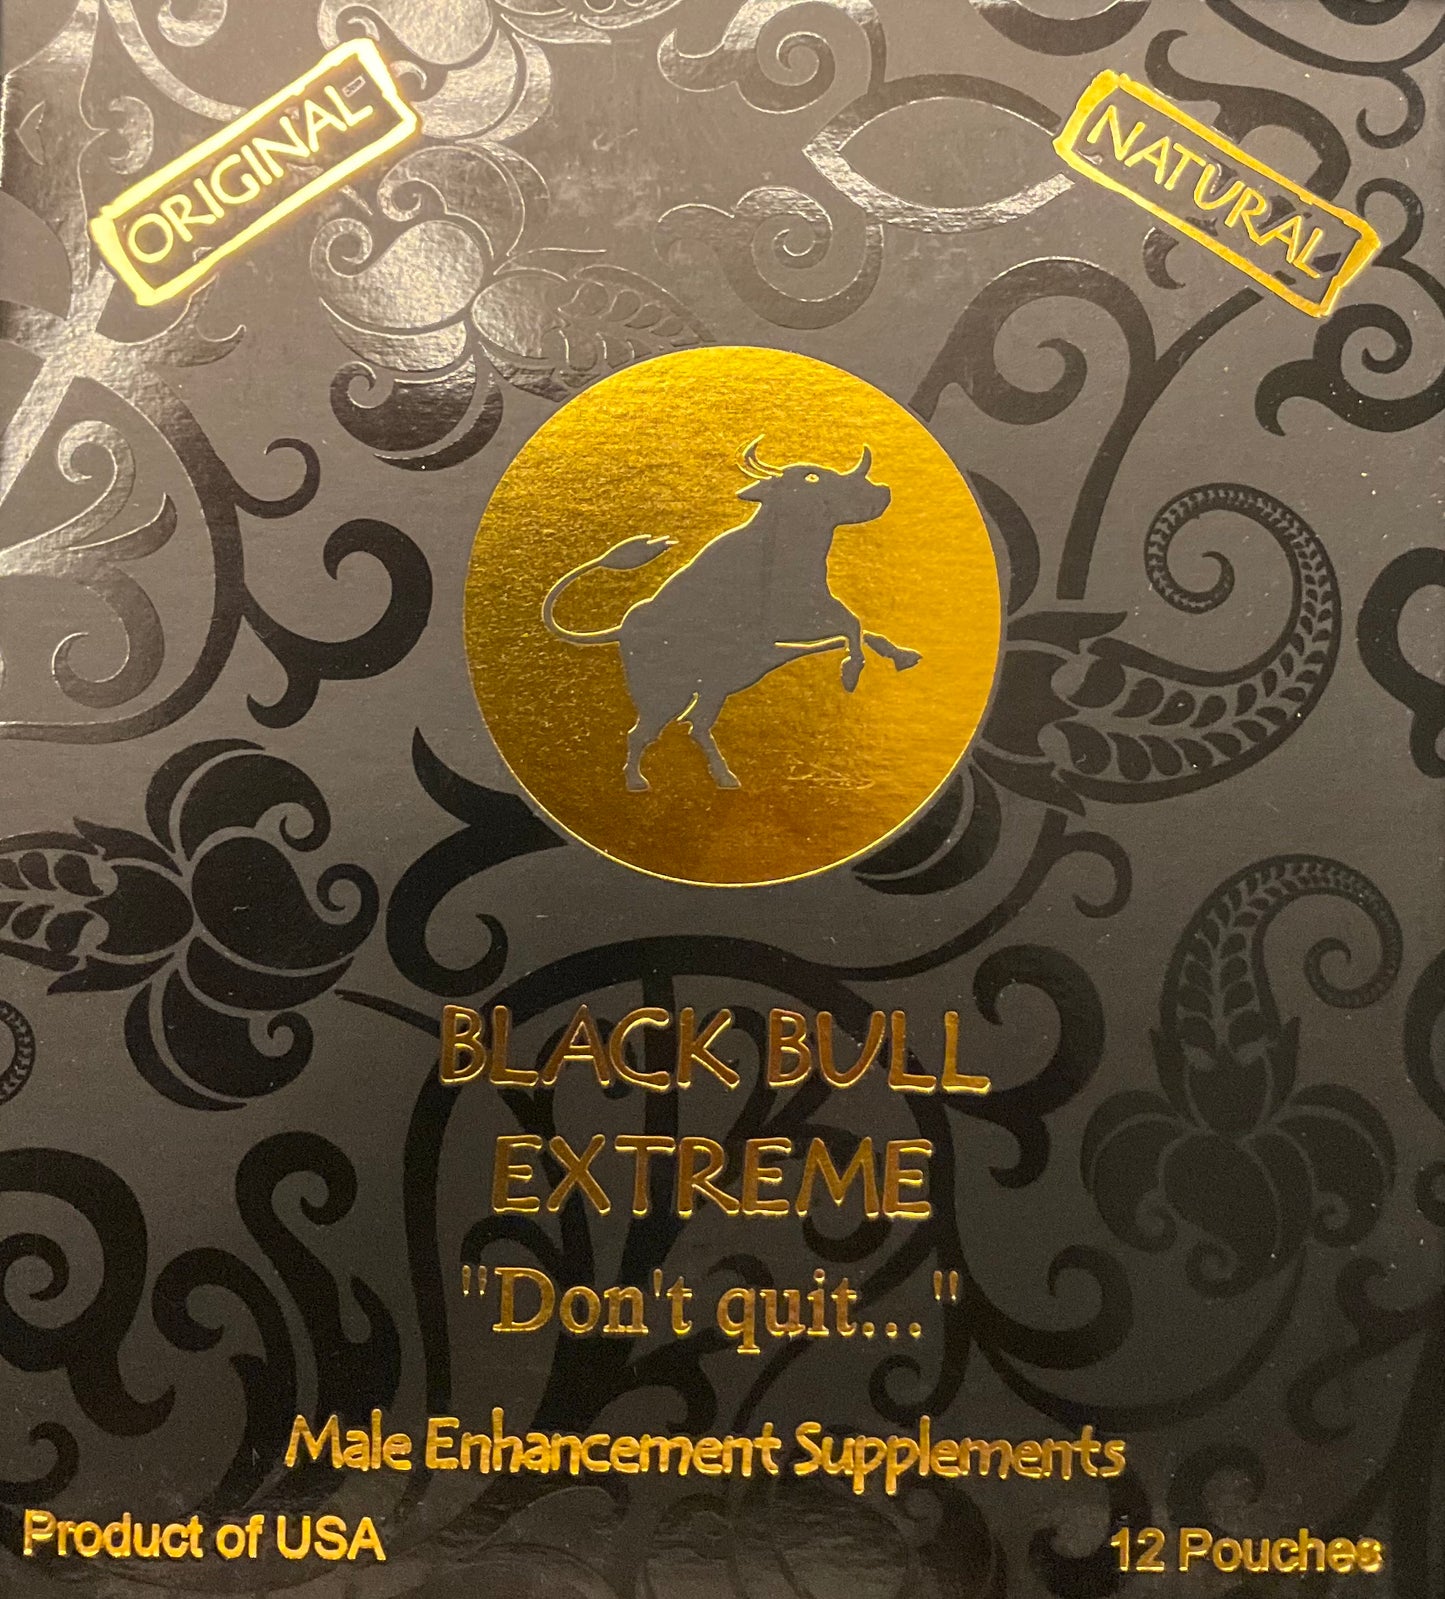 ORIGINAL
NATURAL
BLACK BULL
EXTREME
"Don't quit..."
Male Enhancement Supplements
Product of USA
12 Pouches